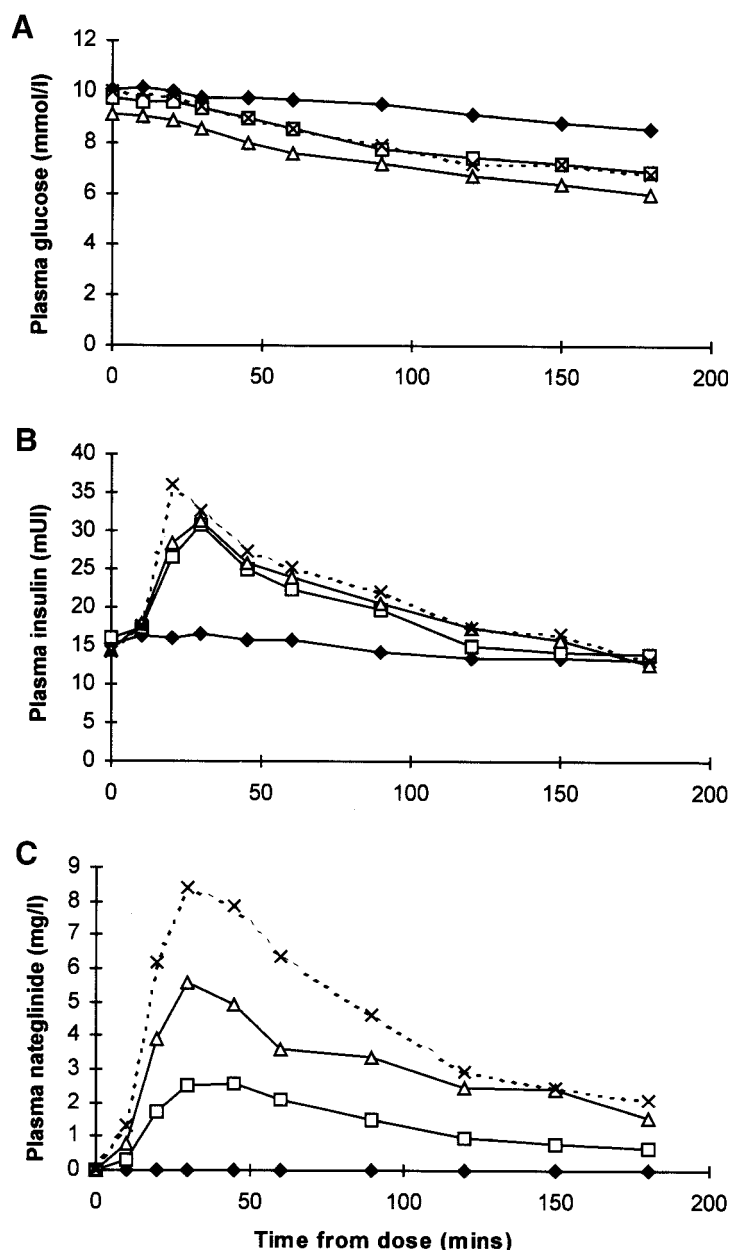 A
Plasma glucose (mmol/l)
12
10
8
6
4
2
0
0 50 100 150 200
B
Plasma insulin (mUl)
40
35
30
25
20
15
10
5
0
0 50 100 150 200
C
Plasma nateglinide (mg/l)
9
8
7
6
5
4
3
2
1
0
0 50 100 150 200
Time from dose (mins)